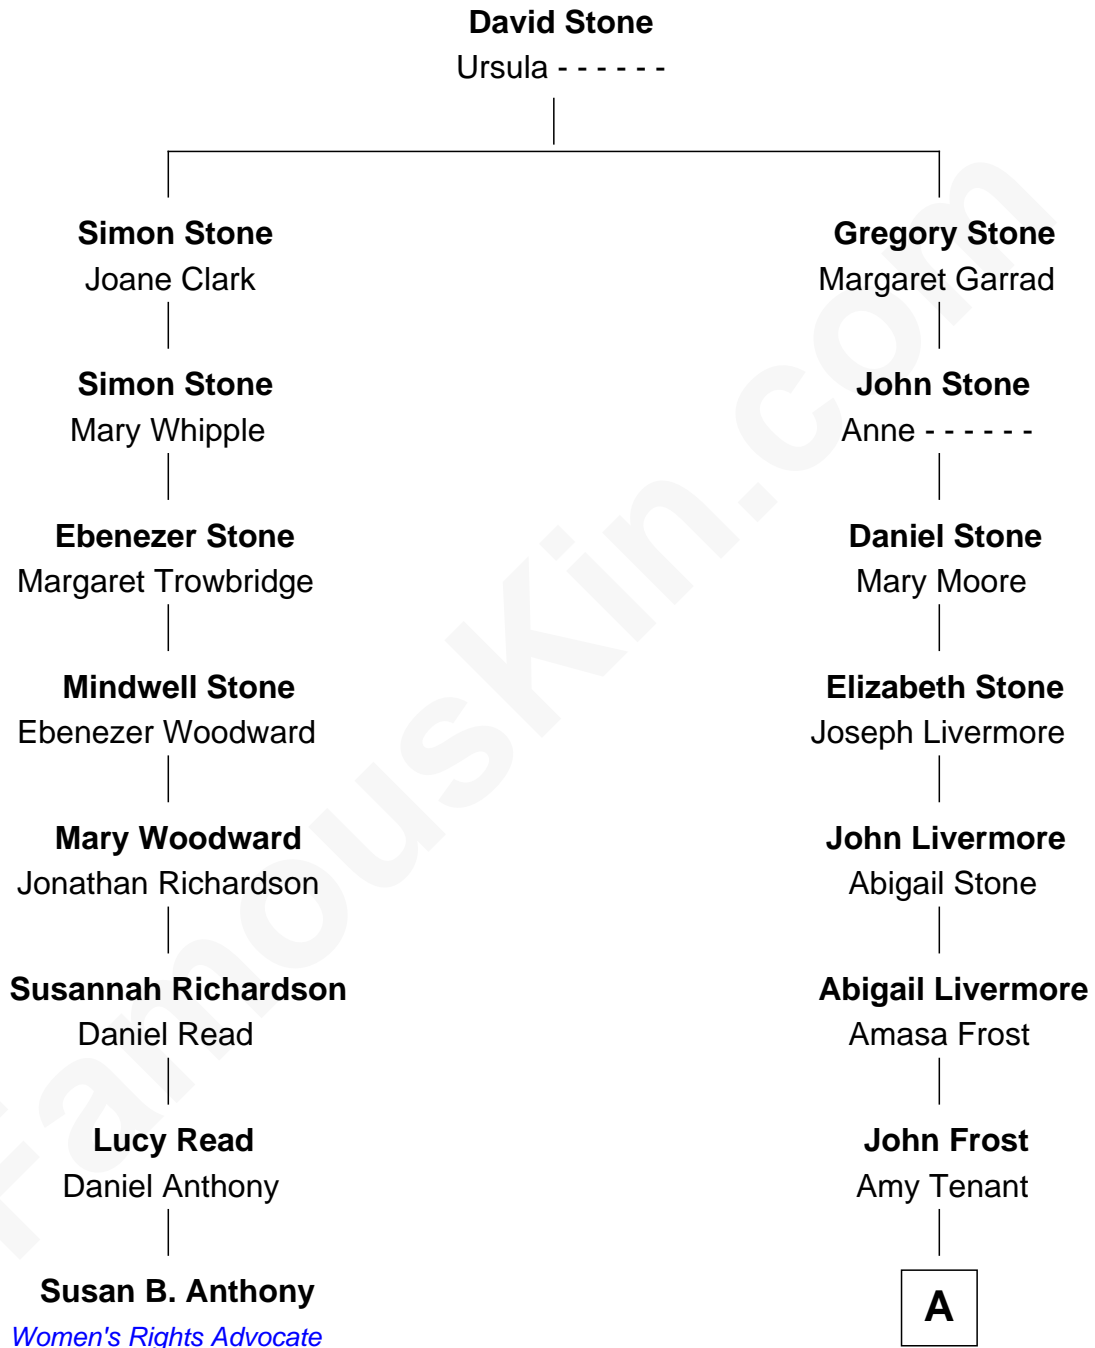 David Stone
Ursula - - - - - -
Simon Stone
Joane Clark
Gregory Stone
Margaret Garrad
Simon Stone
Mary Whipple
John Stone
Anne - - - - - -
Ebenezer Stone
Margaret Trowbridge
Daniel Stone
Mary Moore
Mindwell Stone
Ebenezer Woodward
Elizabeth Stone
Joseph Livermore
Mary Woodward
Jonathan Richardson
John Livermore
Abigail Stone
Susannah Richardson
Daniel Read
Abigail Livermore
Amasa Frost
Lucy Read
Daniel Anthony
John Frost
Amy Tenant
Susan B. Anthony
Women's Rights Advocate
A
FamousKin.com